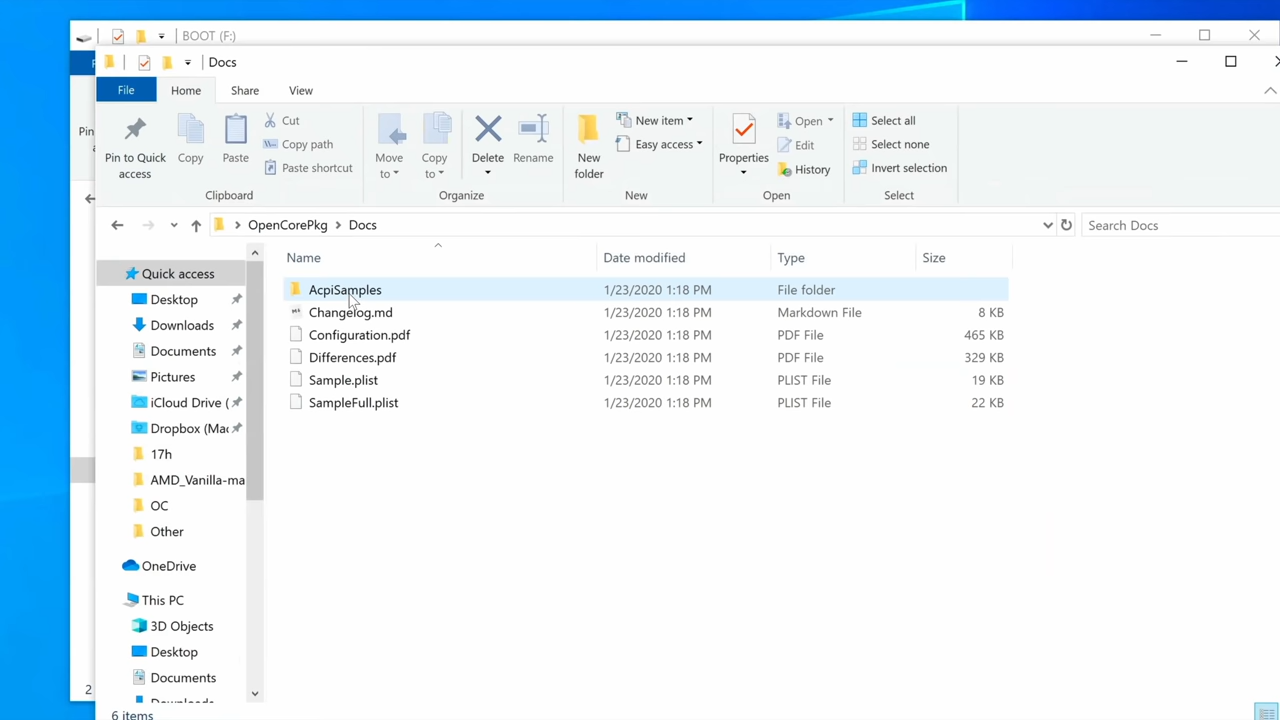 BOOT (F:)
Docs
File
Home
Share
View
Pin
Pin to Quick
access
Copy
Paste
Cut
Copy path
Paste shortcut
Clipboard
Move
to
Copy
to
Delete
Rename
Organize
New
folder
New item
Easy access
New
Properties
Open
Edit
History
Open
Select all
Select none
Invert selection
Select
OpenCorePkg
Docs
Search Docs
Name
Date modified
Type
Size
AcpiSamples 1/23/2020 1:18 PM File folder
Changelog.md 1/23/2020 1:18 PM Markdown File 8 KB
Configuration.pdf 1/23/2020 1:18 PM PDF File 465 KB
Differences.pdf 1/23/2020 1:18 PM PDF File 329 KB
Sample.plist 1/23/2020 1:18 PM PLIST File 19 KB
SampleFull.plist 1/23/2020 1:18 PM PLIST File 22 KB
Quick access
Desktop
Downloads
Documents
Pictures
iCloud Drive (
Dropbox (Mac
17h
AMD_Vanilla-ma
OC
Other
OneDrive
This PC
3D Objects
Desktop
Documents
Downloads
2
6 items